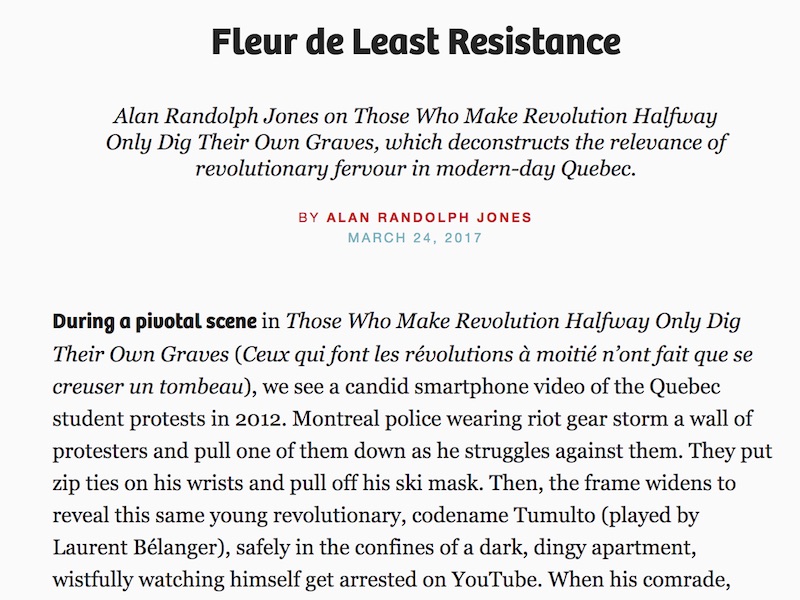 Fleur de Least Resistance
Alan Randolph Jones on Those Who Make Revolution Halfway
Only Dig Their Own Graves, which deconstructs the relevance of
revolutionary fervour in modern-day Quebec.
BY ALAN RANDOLPH JONES
MARCH 24, 2017
During a pivotal scene in Those Who Make Revolution Halfway Only Dig
Their Own Graves (Ceux qui font les révolutions à moitié n’ont fait que se
creuser un tombeau), we see a candid smartphone video of the Quebec
student protests in 2012. Montreal police wearing riot gear storm a wall of
protesters and pull one of them down as he struggles against them. They put
zip ties on his wrists and pull off his ski mask. Then, the frame widens to
reveal this same young revolutionary, codename Tumulto (played by
Laurent Bélanger), safely in the confines of a dark, dingy apartment,
wistfully watching himself get arrested on YouTube. When his comrade,